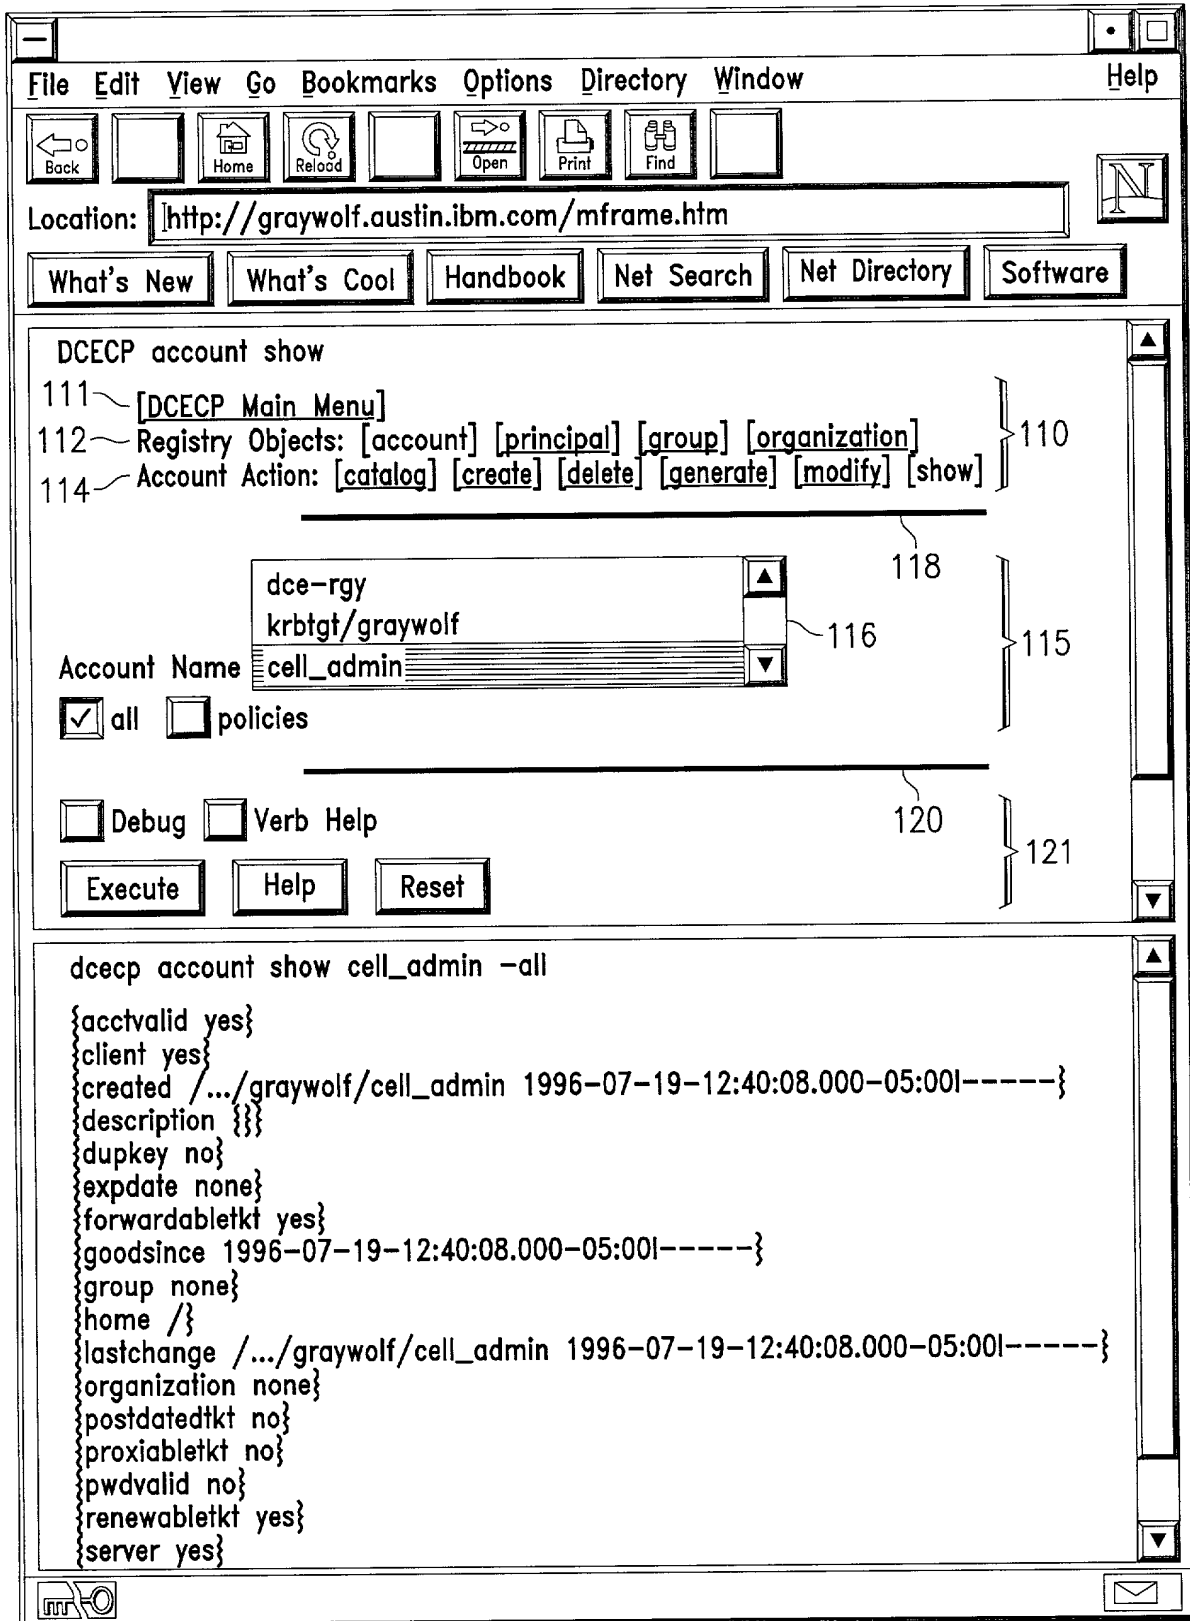 File Edit View Go Bookmarks Options Directory Window Help
Back Home Reload Open Print Find
N
Location: http://graywolf.austin.ibm.com/mframe.htm
What's New What's Cool Handbook Net Search Net Directory Software
DCECP account show
111 [DCECP Main Menu]
112 Registry Objects: [account] [principal] [group] [organization] 110
114 Account Action: [catalog] [create] [delete] [generate] [modify] [show]
118
dce-rgy
krbtgt/graywolf 116
Account Name cell_admin 115
all policies
120
Debug Verb Help
121
Execute Help Reset
dcecp account show cell_admin -all
{acctvalid yes}
{client yes}
{created /.../graywolf/cell_admin 1996-07-19-12:40:08.000-05:00I------}
{description {}}
{dupkey no}
{expdate none}
{forwardabletkt yes}
{goodsince 1996-07-19-12:40:08.000-05:00I------}
{group none}
{home /}
{lastchange /.../graywolf/cell_admin 1996-07-19-12:40:08.000-05:00I------}
{organization none}
{postdatedtkt no}
{proxiabletkt no}
{pwdvalid no}
{renewabletkt yes}
{server yes}